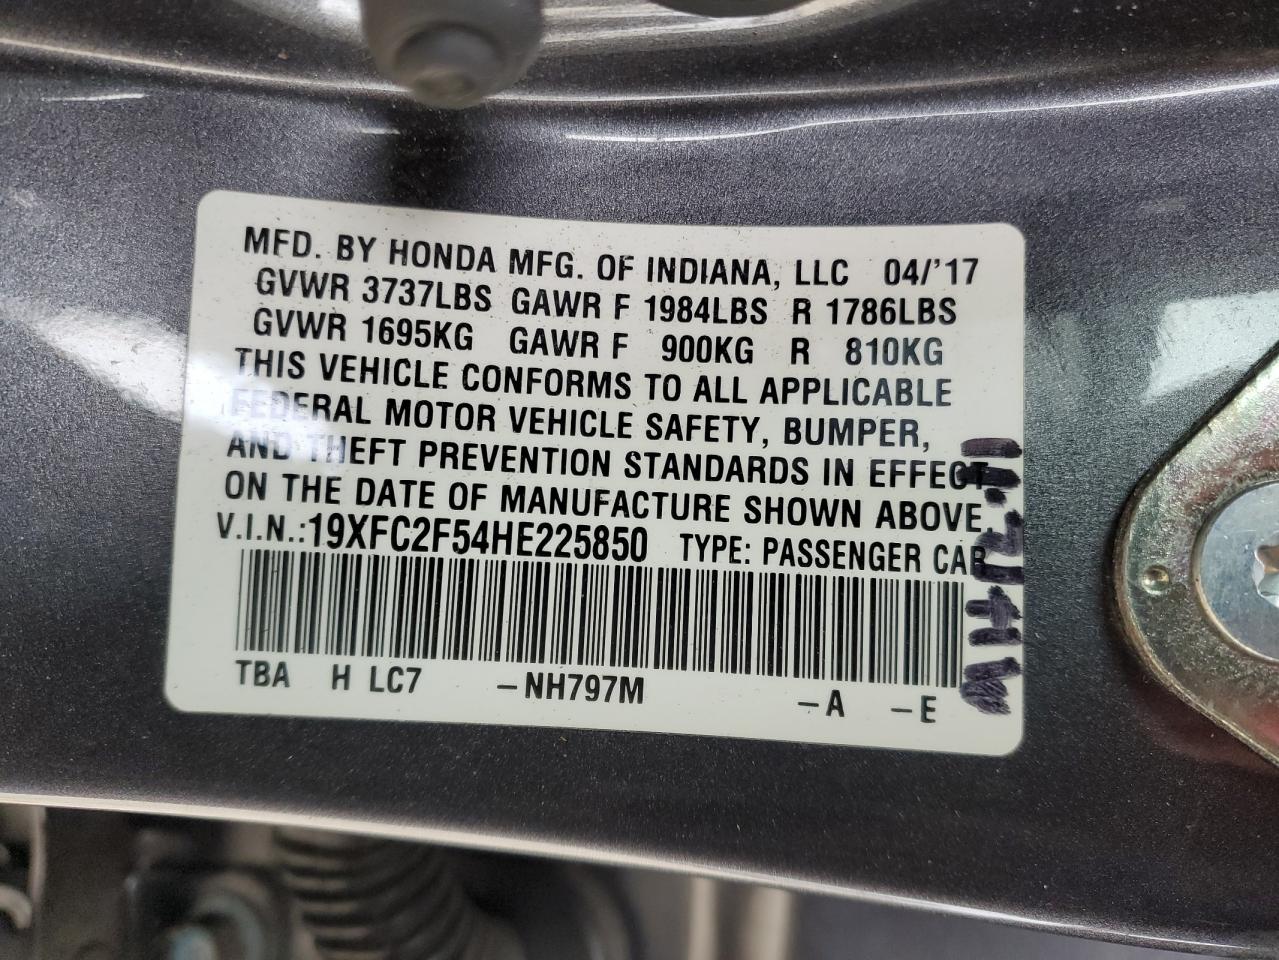 MFD. BY HONDA MFG. OF INDIANA, LLC 04/'17
GVWR 3737LBS GAWR F 1984LBS R 1786LBS
GVWR 1695KG GAWR F 900KG R 810KG
THIS VEHICLE CONFORMS TO ALL APPLICABLE
FEDERAL MOTOR VEHICLE SAFETY, BUMPER,
AND THEFT PREVENTION STANDARDS IN EFFECT
ON THE DATE OF MANUFACTURE SHOWN ABOVE.
V.I.N.:19XFC2F54HE225850 TYPE: PASSENGER CAR
TBA H LC7 -NH797M -A -E